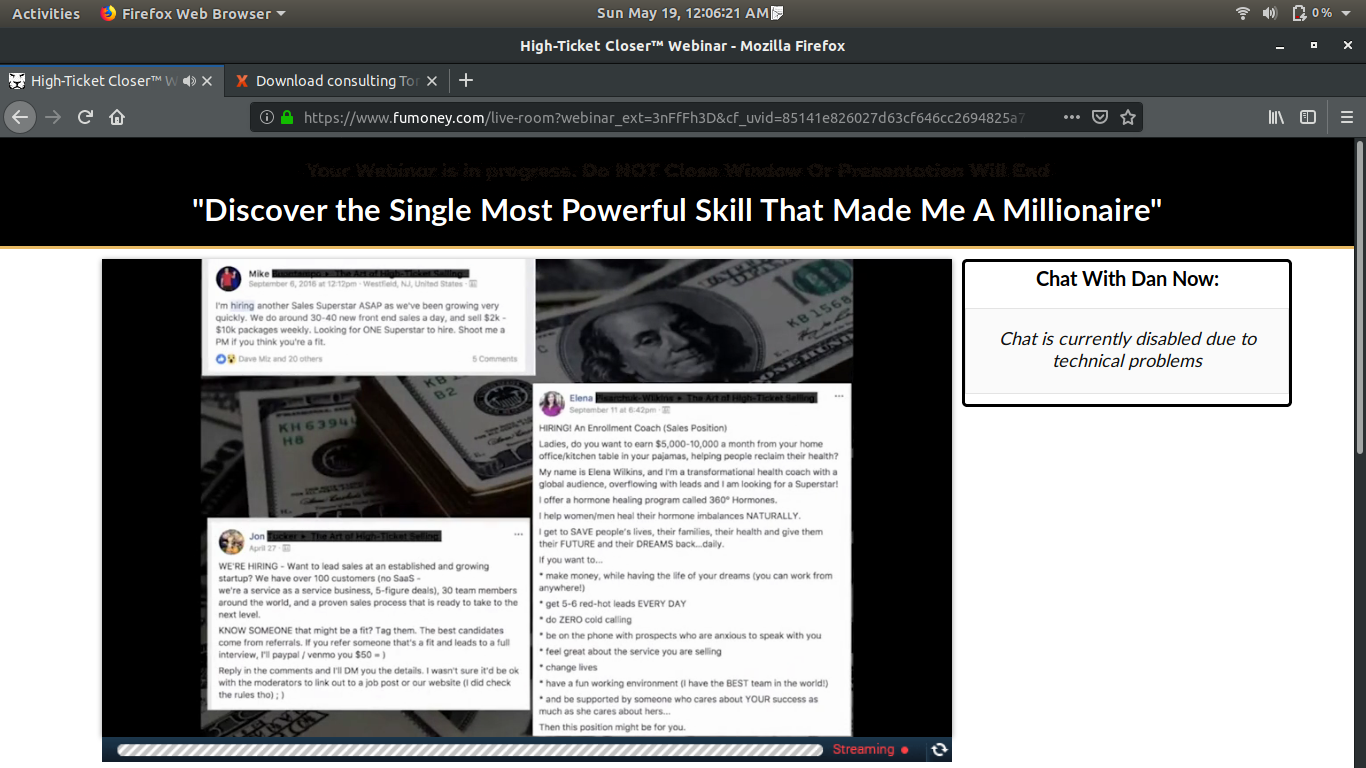 Activities Firefox Web Browser Sun May 19, 12:06:21 AM 0%
High-Ticket Closer™ Webinar - Mozilla Firefox
High-Ticket Closer™ W Download consulting Tor
https://www.fumoney.com/live-room?webinar_ext=3nFfFh3D&cf_uvid=85141e826027d63cf646cc2694825a7
Your Webinar is in progress. Do NOT Close Window Or Presentation Will End
"Discover the Single Most Powerful Skill That Made Me A Millionaire"
Mike The Art of High-Ticket Selling
September 6, 2016 at 12:12pm · Westfield, NJ, United States ·
I'm hiring another Sales Superstar ASAP as we've been growing very
quickly. We do around 30-40 new front end sales a day, and sell $2k -
$10k packages weekly. Looking for ONE Superstar to hire. Shoot me a
PM if you think you're a fit.
Dave Miz and 20 others 5 Comments
KB1568
KB
B2
KH6394
H8
Jon Tucker ▸ The Art of High-Ticket Selling
April 27 ·
WE'RE HIRING - Want to lead sales at an established and growing
startup? We have over 100 customers (no SaaS -
we're a service as a service business, 5-figure deals), 30 team members
around the world, and a proven sales process that is ready to take to the
next level.
KNOW SOMEONE that might be a fit? Tag them. The best candidates
come from referrals. If you refer someone that's a fit and leads to a full
interview, I'll paypal / venmo you $50 = )
Reply in the comments and I'll DM you the details. I wasn't sure it'd be ok
with the moderators to link out to a job post or our website (I did check
the rules tho) ; )
Elena Pisarchuk-Wilkins ▸ The Art of High-Ticket Selling
September 11 at 6:42pm ·
HIRING! An Enrollment Coach (Sales Position)
Ladies, do you want to earn $5,000-10,000 a month from your home
office/kitchen table in your pajamas, helping people reclaim their health?
My name is Elena Wilkins, and I'm a transformational health coach with a
global audience, overflowing with leads and I am looking for a Superstar!
I offer a hormone healing program called 360° Hormones.
I help women/men heal their hormone imbalances NATURALLY.
I get to SAVE people's lives, their families, their health and give them
their FUTURE and their DREAMS back...daily.
If you want to...
* make money, while having the life of your dreams (you can work from
anywhere!)
* get 5-6 red-hot leads EVERY DAY
* do ZERO cold calling
* be on the phone with prospects who are anxious to speak with you
* feel great about the service you are selling
* change lives
* have a fun working environment (I have the BEST team in the world!)
* and be supported by someone who cares about YOUR success as
much as she cares about hers...
Then this position might be for you.
Streaming
Chat With Dan Now:
Chat is currently disabled due to
technical problems